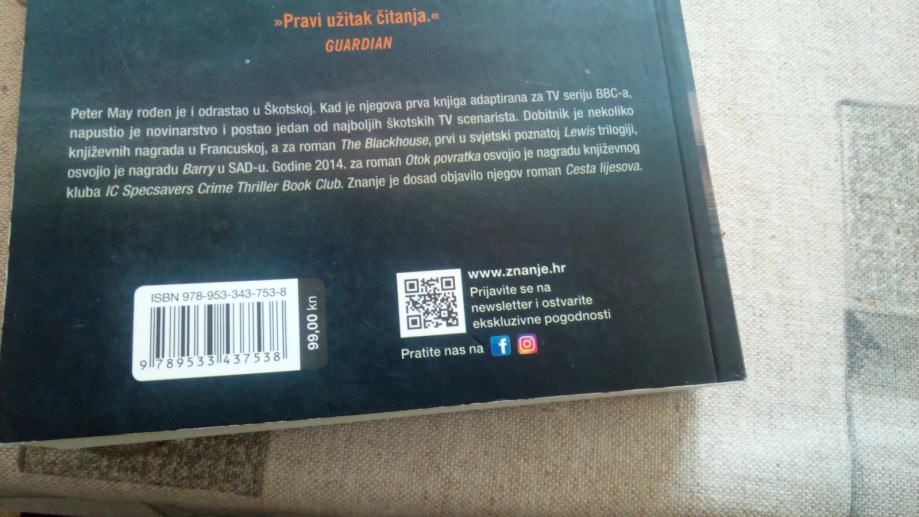 »Pravi užitak čitanja.«
GUARDIAN
Peter May rođen je i odrastao u Škotskoj. Kad je njegova prva knjiga adaptirana za TV seriju BBC-a,
napustio je novinarstvo i postao jedan od najboljih škotskih TV scenarista. Dobitnik je nekoliko
književnih nagrada u Francuskoj, a za roman The Blackhouse, prvi u svjetski poznatoj Lewis trilogiji,
osvojio je nagradu Barry u SAD-u. Godine 2014. za roman Otok povratka osvojio je nagradu književnog
kluba IC Specsavers Crime Thriller Book Club. Znanje je dosad objavilo njegov roman Cesta lijesova.
ISBN 978-953-343-753-8
9 789533 437538
99,00 kn
www.znanje.hr
Prijavite se na
newsletter i ostvarite
ekskluzivne pogodnosti
Pratite nas na